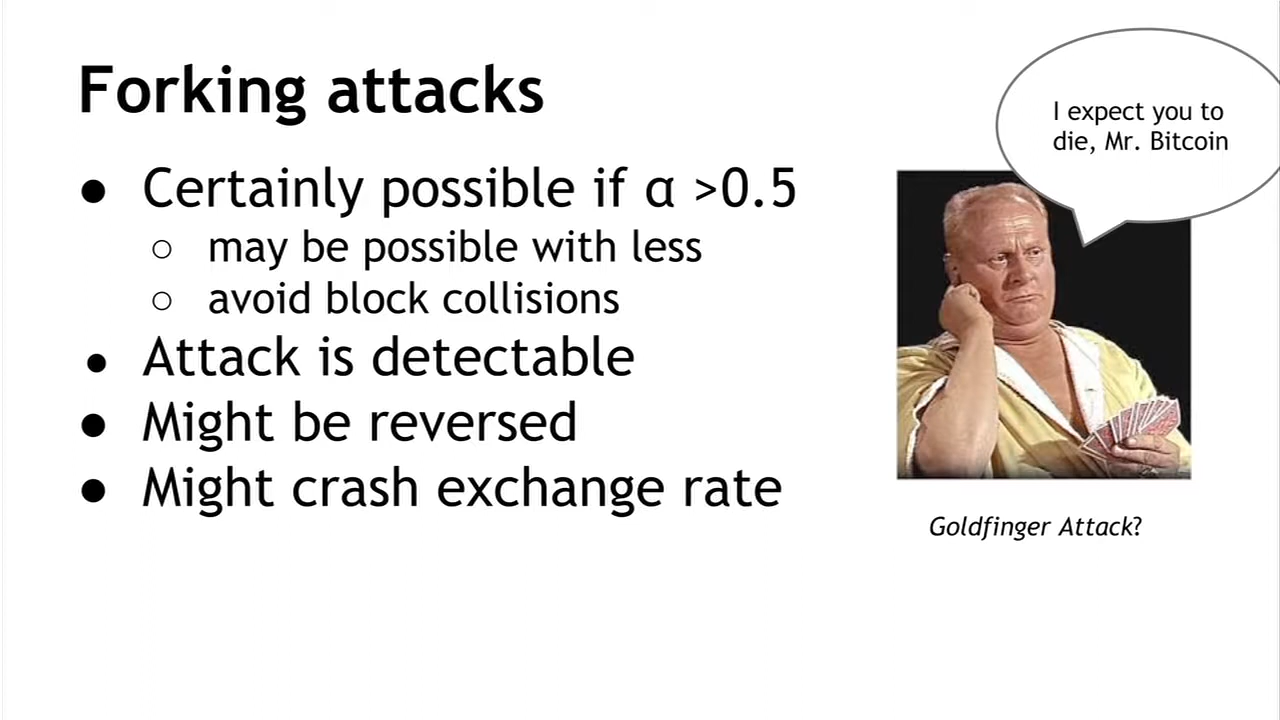 Forking attacks
● Certainly possible if α >0.5
○ may be possible with less
○ avoid block collisions
● Attack is detectable
● Might be reversed
● Might crash exchange rate
I expect you to
die, Mr. Bitcoin
Goldfinger Attack?